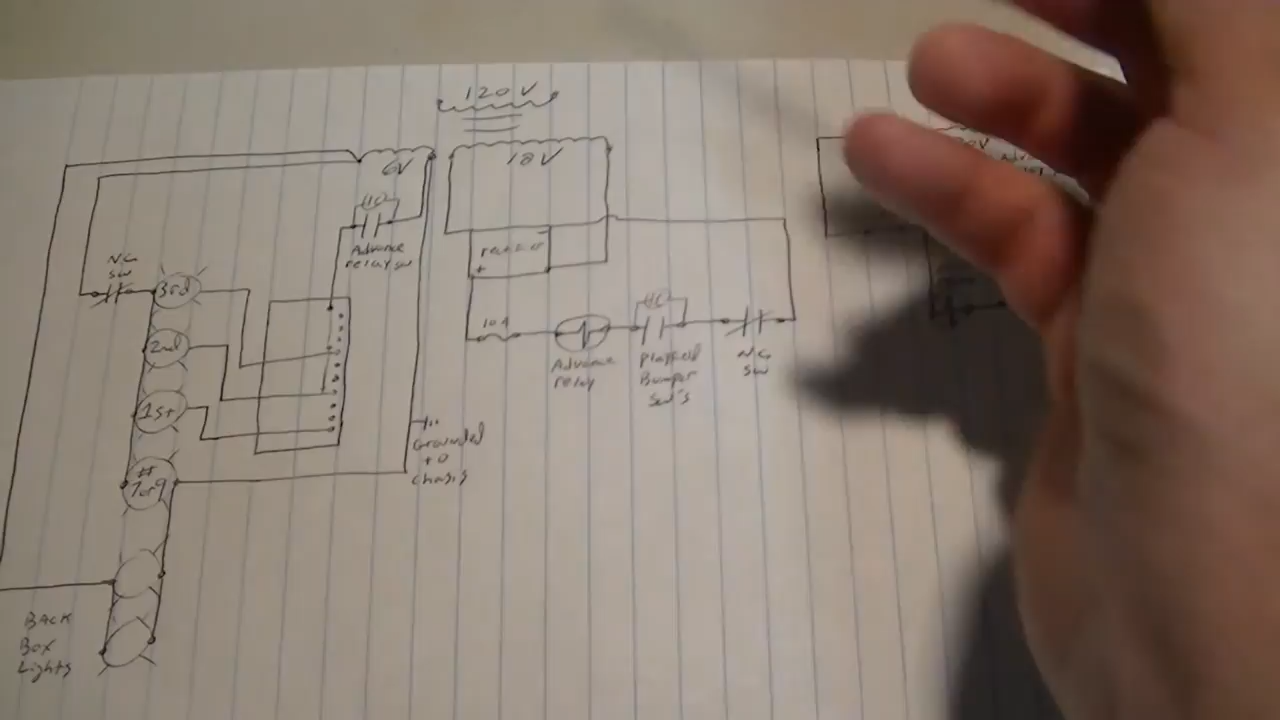 120V
6V
18V
N.C
SW
3rd
2nd
1st
#
7or9
Advance
relay sw
+
10A
Advance
relay
Playfield
Bumper
Sw's
N.C
SW
Grounded
to
Chasis
BACK
Box
Lights